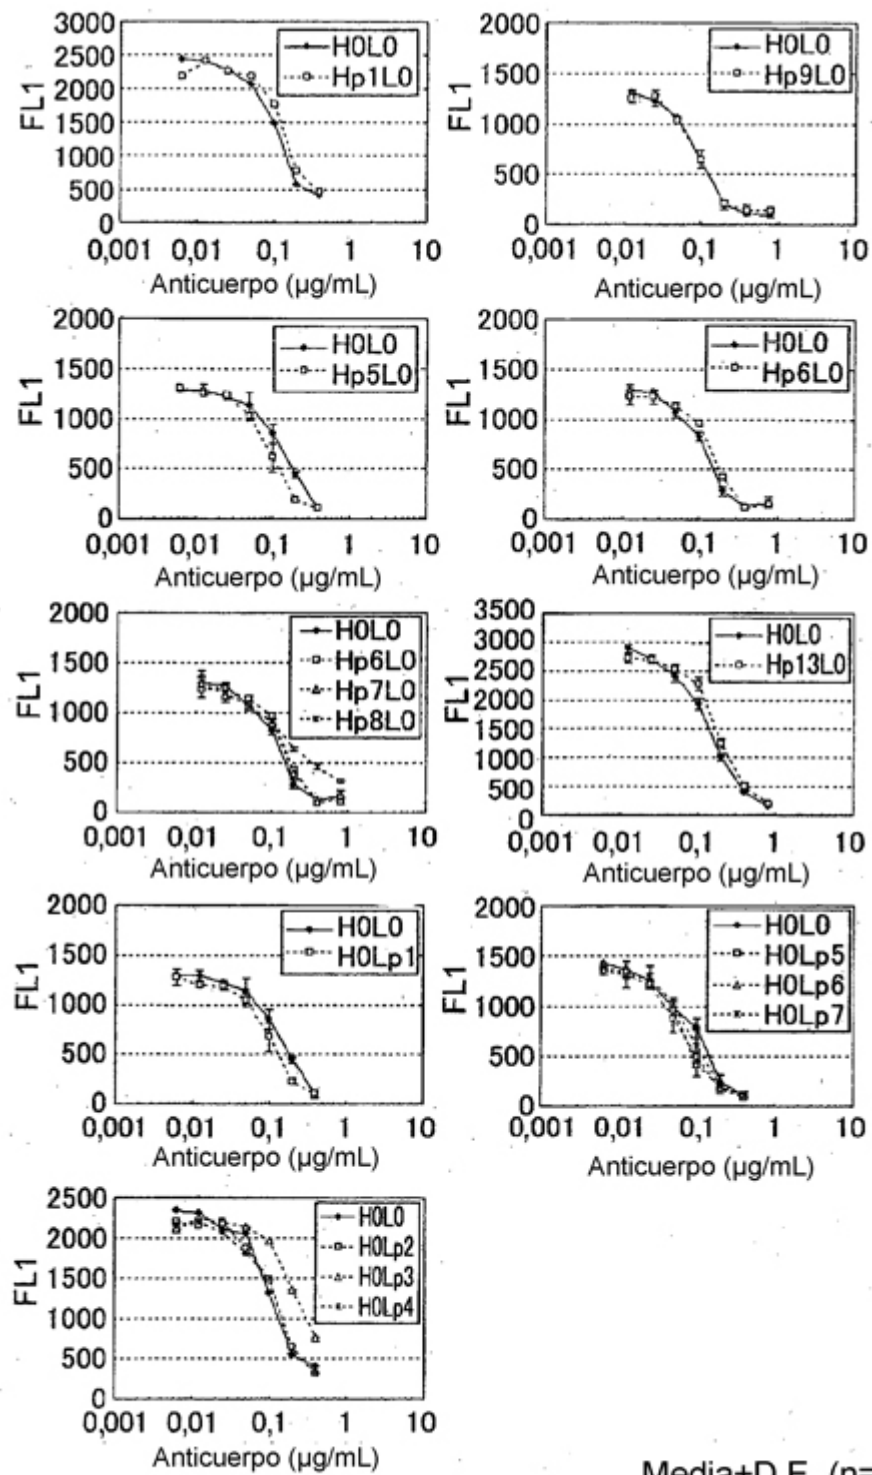 3000
2500
2000
1500
1000
500
0
FL1
H0L0
Hp1L0
0,001 0,01 0,1 1 10
Anticuerpo (µg/mL)
2000
1500
1000
500
0
FL1
H0L0
Hp9L0
0,001 0,01 0,1 1 10
Anticuerpo (µg/mL)
2000
1500
1000
500
0
FL1
H0L0
Hp5L0
0,001 0,01 0,1 1 10
Anticuerpo (µg/mL)
2000
1500
1000
500
0
FL1
H0L0
Hp6L0
0,001 0,01 0,1 1 10
Anticuerpo (µg/mL)
2000
1500
1000
500
0
FL1
H0L0
Hp6L0
Hp7L0
Hp8L0
0,001 0,01 0,1 1 10
Anticuerpo (µg/mL)
3500
3000
2500
2000
1500
1000
500
0
FL1
H0L0
Hp13L0
0,001 0,01 0,1 1 10
Anticuerpo (µg/mL)
2000
1500
1000
500
0
FL1
H0L0
H0Lp1
0,001 0,01 0,1 1 10
Anticuerpo (µg/mL)
2000
1500
1000
500
0
FL1
H0L0
H0Lp5
H0Lp6
H0Lp7
0,001 0,01 0,1 1 10
Anticuerpo (µg/mL)
2500
2000
1500
1000
500
0
FL1
H0L0
H0Lp2
H0Lp3
H0Lp4
0,001 0,01 0,1 1 10
Anticuerpo (µg/mL)
Media+D.E. (n=